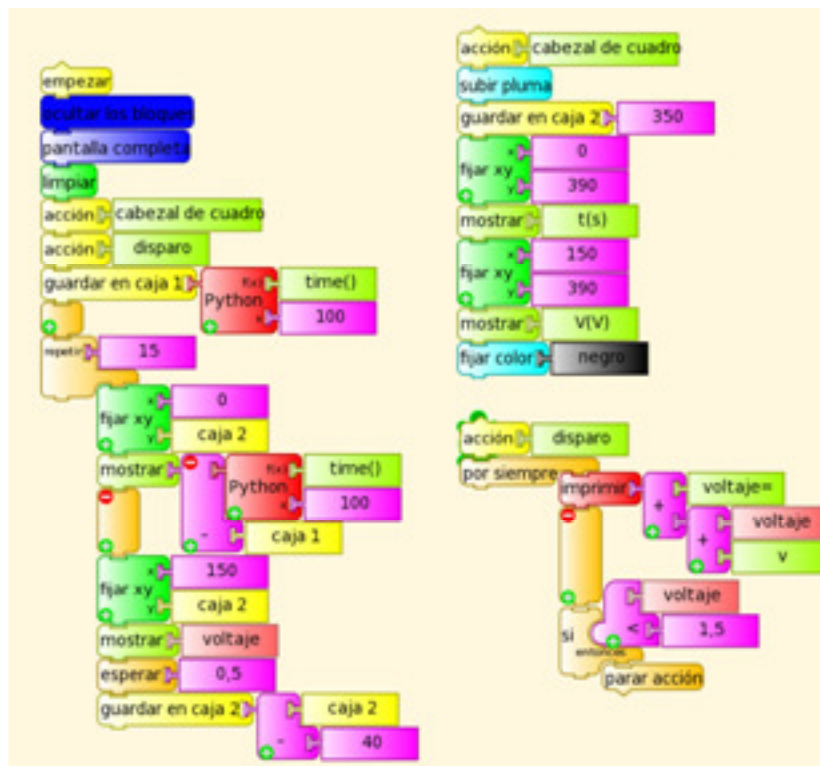 empezar
ocultar los bloques
pantalla completa
limpiar
acción cabezal de cuadro
acción disparo
guardar en caja 1 Python f(x) time()
x 100
repetir 15
fijar xy x 0
y caja 2
mostrar Python f(x) time()
x 100
- caja 1
fijar xy x 150
y caja 2
mostrar voltaje
esperar 0,5
guardar en caja 2 caja 2
- 40
acción cabezal de cuadro
subir pluma
guardar en caja 2 350
fijar xy x 0
y 390
mostrar t(s)
fijar xy x 150
y 390
mostrar V(V)
fijar color negro
acción disparo
por siempre
imprimir + voltaje=
+ voltaje
v
si voltaje
< 1,5
entonces
parar acción